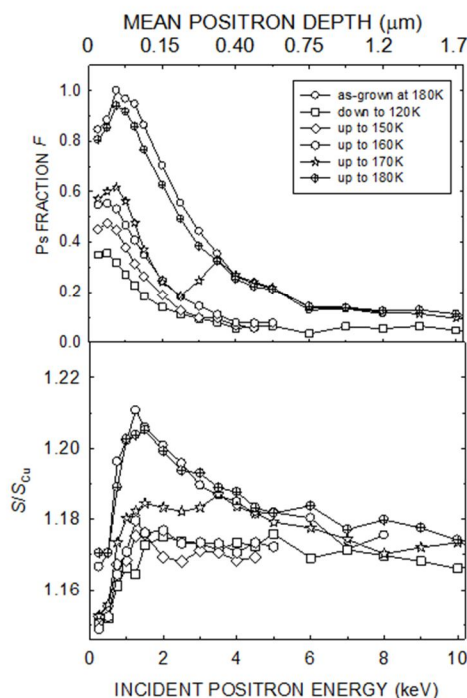 MEAN POSITRON DEPTH (μm)
0 0.15 0.40 0.75 1.2 1.7
1.0
0.8
0.6
0.4
0.2
0.0
Ps FRACTION F
as-grown at 180K
down to 120K
up to 150K
up to 160K
up to 170K
up to 180K
1.22
1.20
1.18
1.16
S/SCu
0 2 4 6 8 10
INCIDENT POSITRON ENERGY (keV)